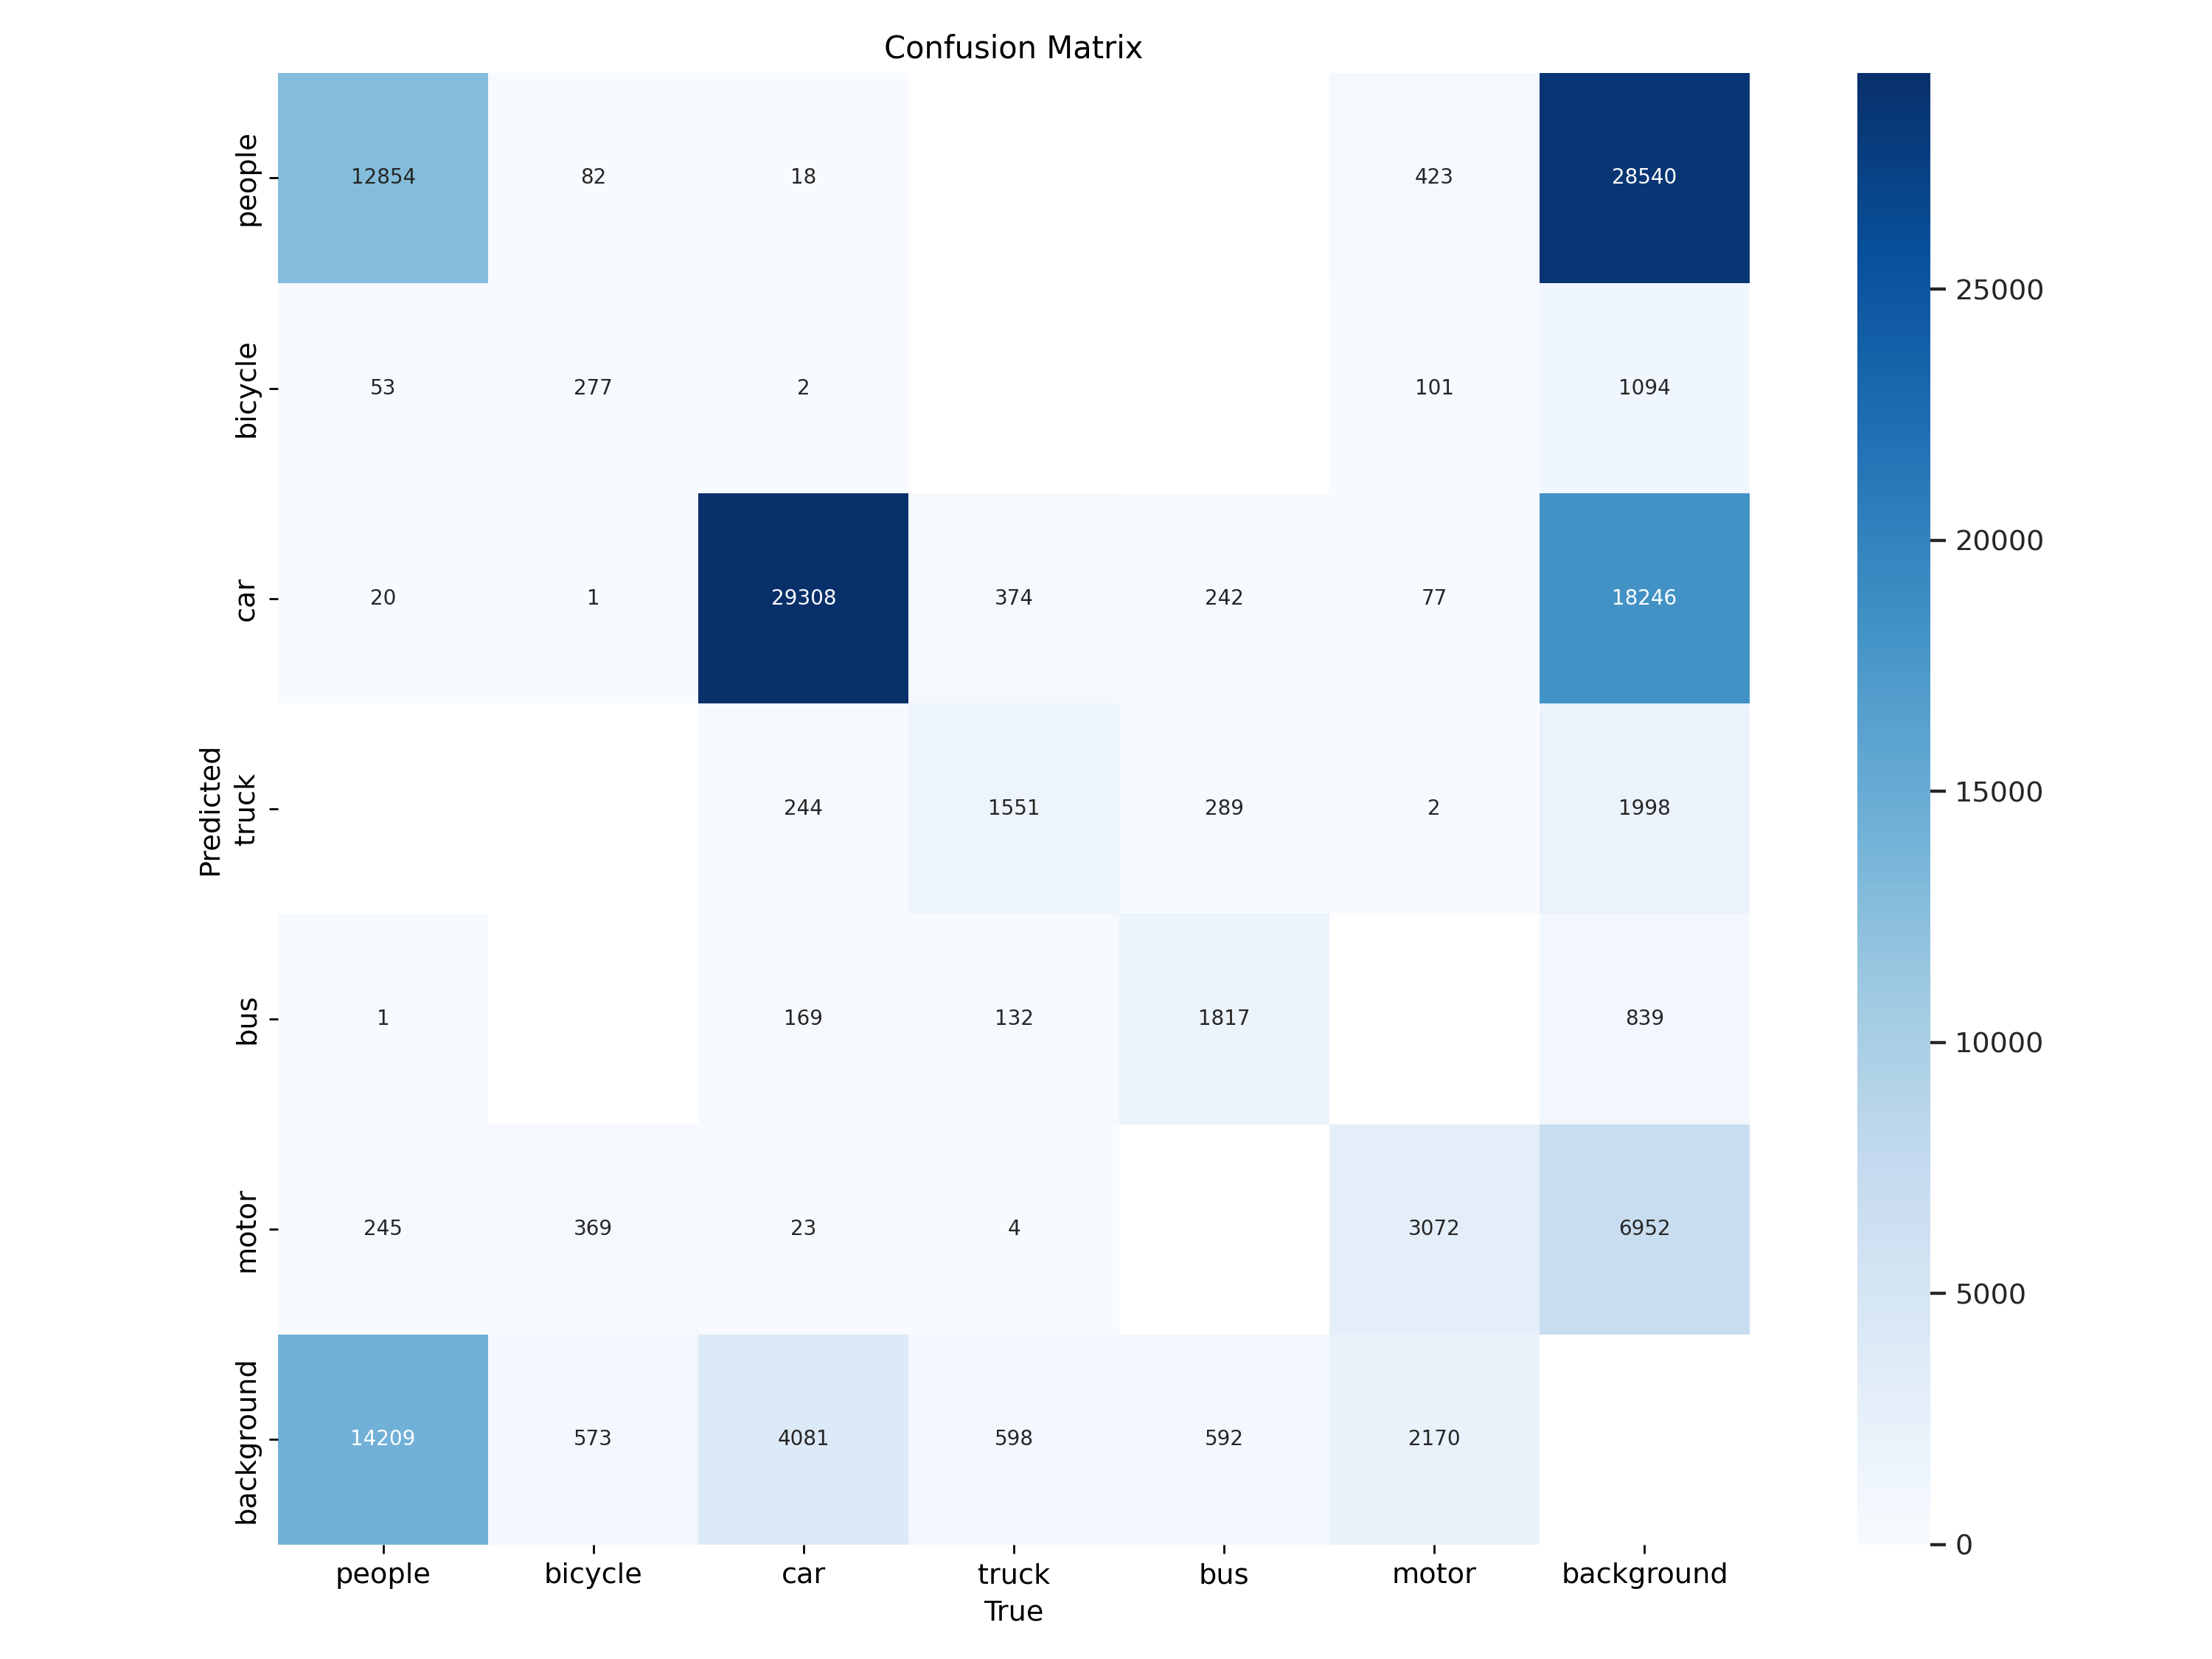 Confusion Matrix
people 12854 82 18 423 28540
bicycle 53 277 2 101 1094
car 20 1 29308 374 242 77 18246
truck 244 1551 289 2 1998
bus 1 169 132 1817 839
motor 245 369 23 4 3072 6952
background 14209 573 4081 598 592 2170
Predicted
people bicycle car truck bus motor background
True
25000
20000
15000
10000
5000
0